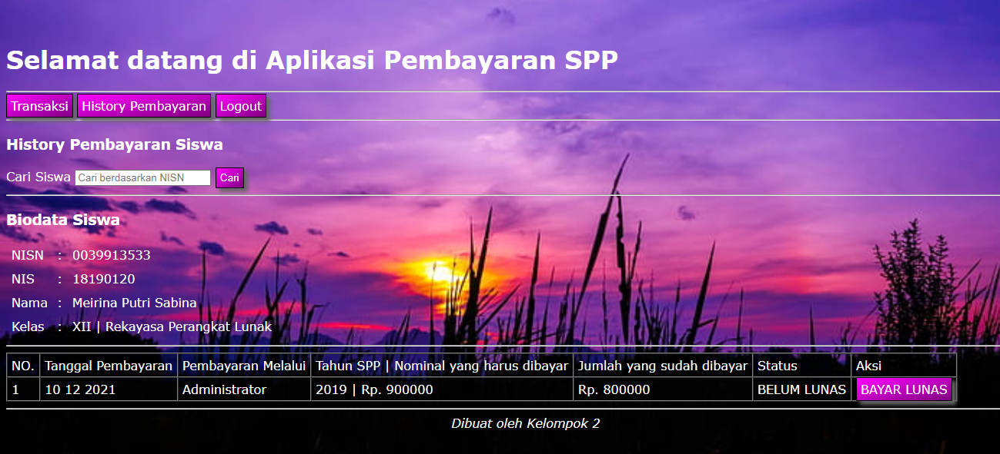 Selamat datang di Aplikasi Pembayaran SPP
Transaksi History Pembayaran Logout
History Pembayaran Siswa
Cari Siswa Cari berdasarkan NISN Cari
Biodata Siswa
NISN : 0039913533
NIS : 18190120
Nama : Meirina Putri Sabina
Kelas : XII | Rekayasa Perangkat Lunak
NO. Tanggal Pembayaran Pembayaran Melalui Tahun SPP | Nominal yang harus dibayar Jumlah yang sudah dibayar Status Aksi
1 10 12 2021 Administrator 2019 | Rp. 900000 Rp. 800000 BELUM LUNAS BAYAR LUNAS
Dibuat oleh Kelompok 2